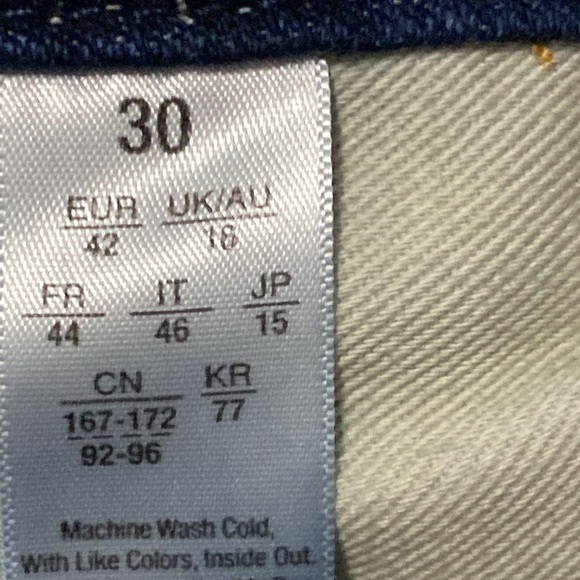 30
EUR UK/AU
42 16
FR IT JP
44 46 15
CN KR
167-172 77
92-96
Machine Wash Cold,
With Like Colors, Inside Out.